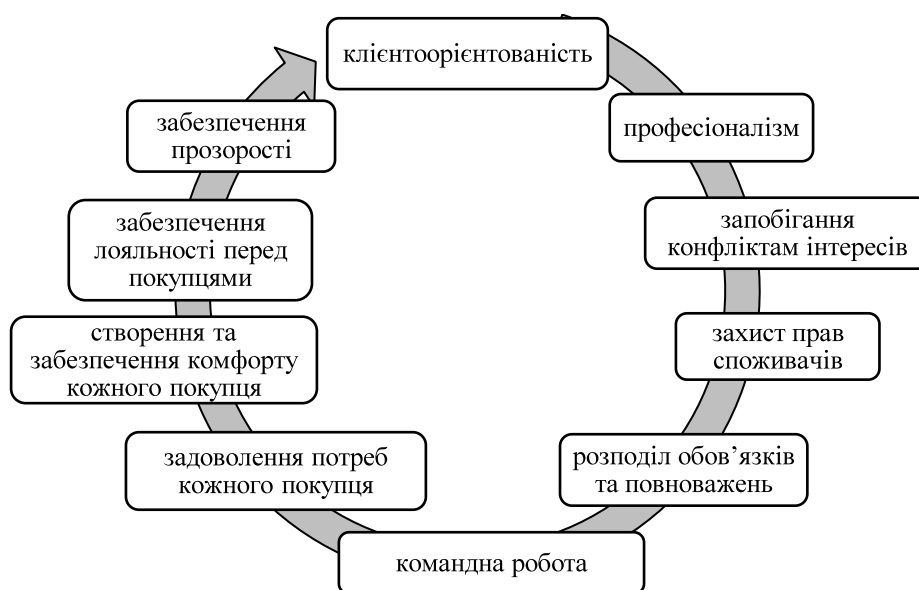 клієнтоорієнтованість
професіоналізм
запобігання
конфліктам інтересів
захист прав
споживачів
розподіл обов’язків
та повноважень
командна робота
задоволення потреб
кожного покупця
створення та
забезпечення комфорту
кожного покупця
забезпечення
лояльності перед
покупцями
забезпечення
прозорості